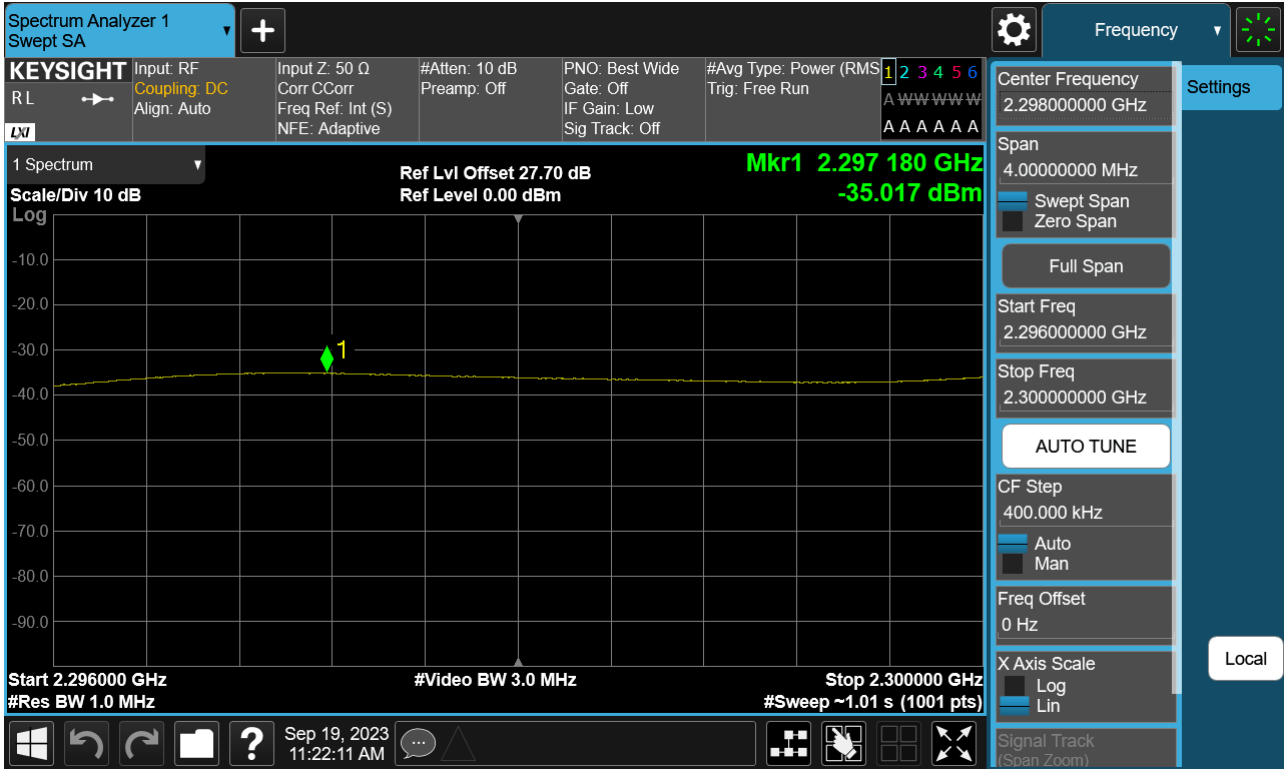 Spectrum Analyzer 1
Swept SA
Frequency
KEYSIGHT
R L
LXI
Input: RF
Coupling: DC
Align: Auto
Input Z: 50 Ω
Corr CCorr
Freq Ref: Int (S)
NFE: Adaptive
#Atten: 10 dB
Preamp: Off
PNO: Best Wide
Gate: Off
IF Gain: Low
Sig Track: Off
#Avg Type: Power (RMS
Trig: Free Run
1 2 3 4 5 6
A W W W W W
A A A A A A
1 Spectrum
Scale/Div 10 dB
Log
Ref Lvl Offset 27.70 dB
Ref Level 0.00 dBm
Mkr1 2.297 180 GHz
-35.017 dBm
1
-10.0
-20.0
-30.0
-40.0
-50.0
-60.0
-70.0
-80.0
-90.0
Start 2.296000 GHz
#Res BW 1.0 MHz
#Video BW 3.0 MHz
Stop 2.300000 GHz
#Sweep ~1.01 s (1001 pts)
Center Frequency
2.298000000 GHz
Span
4.00000000 MHz
Swept Span
Zero Span
Full Span
Start Freq
2.296000000 GHz
Stop Freq
2.300000000 GHz
AUTO TUNE
CF Step
400.000 kHz
Auto
Man
Freq Offset
0 Hz
X Axis Scale
Log
Lin
Signal Track
(Span Zoom)
Settings
Local
?
Sep 19, 2023
11:22:11 AM